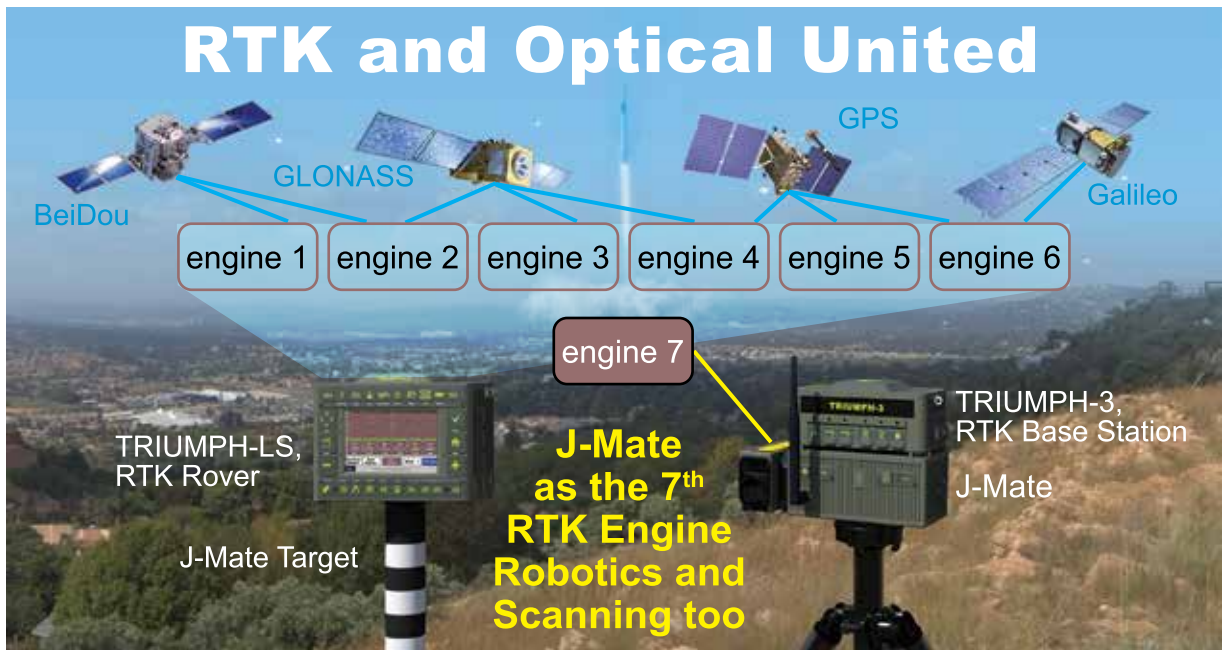 RTK and Optical United
GPS
GLONASS
Galileo
BeiDou
engine 1
engine 2
engine 3
engine 4
engine 5
engine 6
engine 7
TRIUMPH-3
TRIUMPH-3,
RTK Base Station
TRIUMPH-LS,
RTK Rover
J-Mate
as the 7th
RTK Engine
Robotics and
Scanning too
J-Mate
J-Mate Target